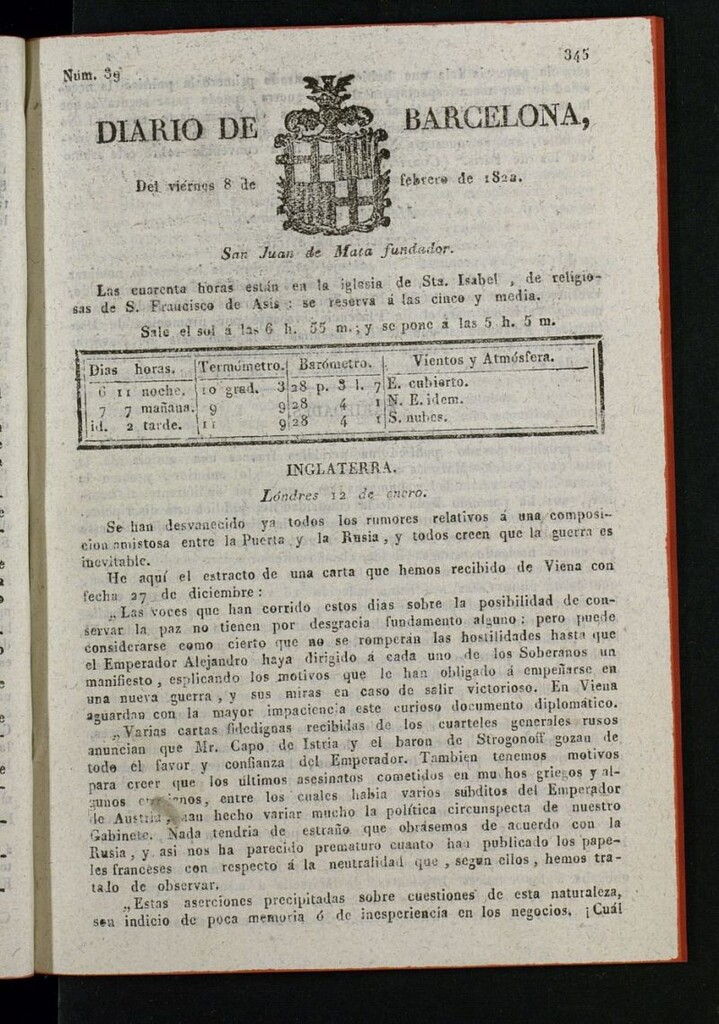 Núm. 39
345
DIARIO DE BARCELONA,
Del viérnes 8 de febrero de 1822.
San Juan de Mata fundador.
Las cuarenta horas están en la iglesia de Sta. Isabel, de religio-
sas de S. Francisco de Asis: se reserva á las cinco y media.
Sale el sol á las 6 h. 55 m.; y se pone á las 5 h. 5 m.
Dias horas. Termómetro. Barómetro. Vientos y Atmósfera.
6 11 noche. 10 grad. 3 28 p. 3 l. 7 E. cubierto.
7 7 mañana. 9 9 28 4 1 N. E. idem.
id. 2 tarde. 11 9 28 4 1 S. nubes.
INGLATERRA.
Lóndres 12 de enero.
Se han desvanecido ya todos los rumores relativos á una composi-
cion amistosa entre la Puerta y la Rusia, y todos creen que la guerra es
inevitable.
He aquí el estracto de una carta que hemos recibido de Viena con
fecha 27 de diciembre:
„Las voces que han corrido estos dias sobre la posibilidad de con-
servar la paz no tienen por desgracia fundamento alguno: pero puede
considerarse como cierto que no se romperán las hostilidades hasta que
el Emperador Alejandro haya dirigido á cada uno de los Soberanos un
manifiesto, esplicando los motivos que le han obligado á empeñarse en
una nueva guerra, y sus miras en caso de salir victorioso. En Viena
aguardan con la mayor impaciencia este curioso documento diplomático.
„Varias cartas fidedignas recibidas de los cuarteles generales rusos
anuncian que Mr. Capo de Istria y el baron de Strogonoff gozan de
todo el favor y confianza del Emperador. Tambien tenemos motivos
para creer que los últimos asesinatos cometidos en mu hos griegos y al-
gunos , entre los cuales habia varios súbditos del Emperador
de Austria, han hecho variar mucho la política circunspecta de nuestro
Gabinete. Nada tendria de estraño que obrásemos de acuerdo con la
Rusia, y asi nos ha parecido prematuro cuanto han publicado los pape-
les franceses con respecto á la neutralidad que, segun ellos, hemos tra-
tado de observar.
„Estas aserciones precipitadas sobre cuestiones de esta naturaleza,
son indicio de poca memoria ó de inesperiencia en los negocios. ¡Cuál